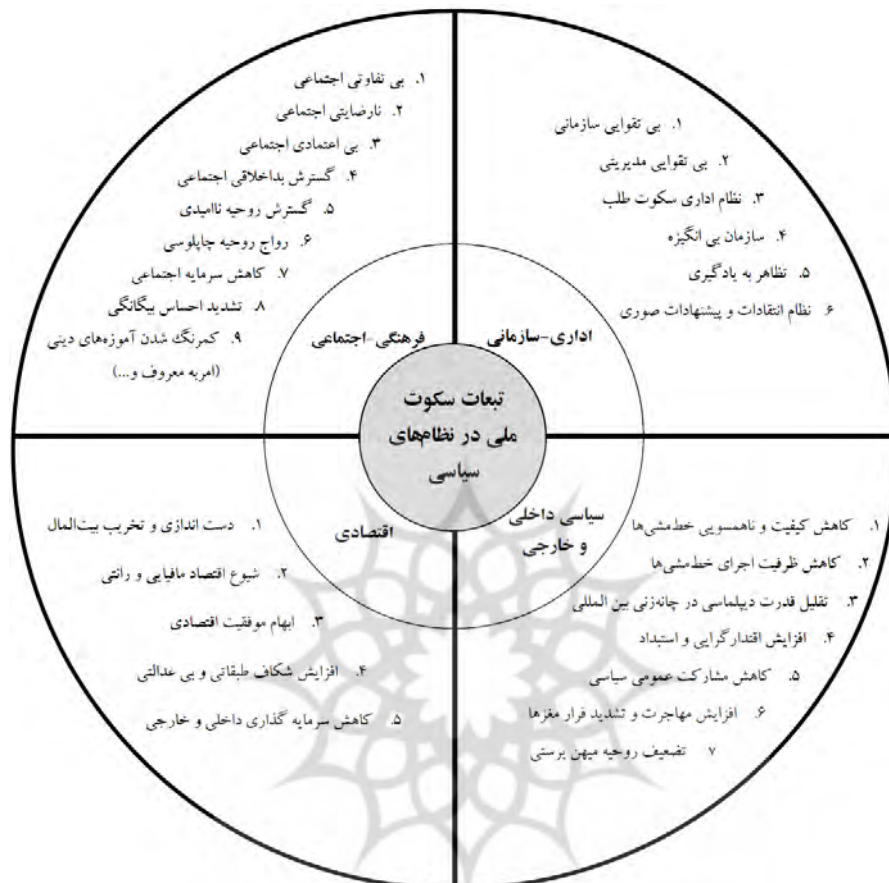 ۱. بی تقوایی سازمانی
۲. بی تقوایی مدیریتی
۳. نظام اداری سکوت طلب
۴. سازمان بی انگیزه
۵. تظاهر به یادگیری
۶ نظام انتقادات و پیشنهادات صوری
اداری-سازمانی
۱. بی تفاوتی اجتماعی
۲. نارضایتی اجتماعی
۳. بی اعتمادی اجتماعی
۴. گسترش بداخلاقی اجتماعی
۵. گسترش روحیه ناامیدی
۶. رواج روحیه چاپلوسی
۷. کاهش سرمایه اجتماعی
۸. تشدید احساس بیگانگی
۹. کمرنگ شدن آموزه‌های دینی
(امربه معروف و...)
فرهنگی-اجتماعی
تبعات سکوت
ملی در نظام‌های
سیاسی
سیاسی داخلی
و خارجی
۱. کاهش کیفیت و ناهمسویی خط‌مشی‌ها
۲. کاهش ظرفیت اجرای خط‌مشی‌ها
۳. تقلیل قدرت دیپلماسی در چانه‌زنی بین المللی
۴. افزایش اقتدارگرایی و استبداد
۵. کاهش مشارکت عمومی سیاسی
۶. افزایش مهاجرت و تشدید فرار مغزها
۷ تضعیف روحیه میهن پرستی
اقتصادی
۱. دست اندازی و تخریب بیت‌المال
۲. شیوع اقتصاد مافیایی و رانتی
۳. ابهام موفقیت اقتصادی
۴. افزایش شکاف طبقاتی و بی عدالتی
۵. کاهش سرمایه گذاری داخلی و خارجی